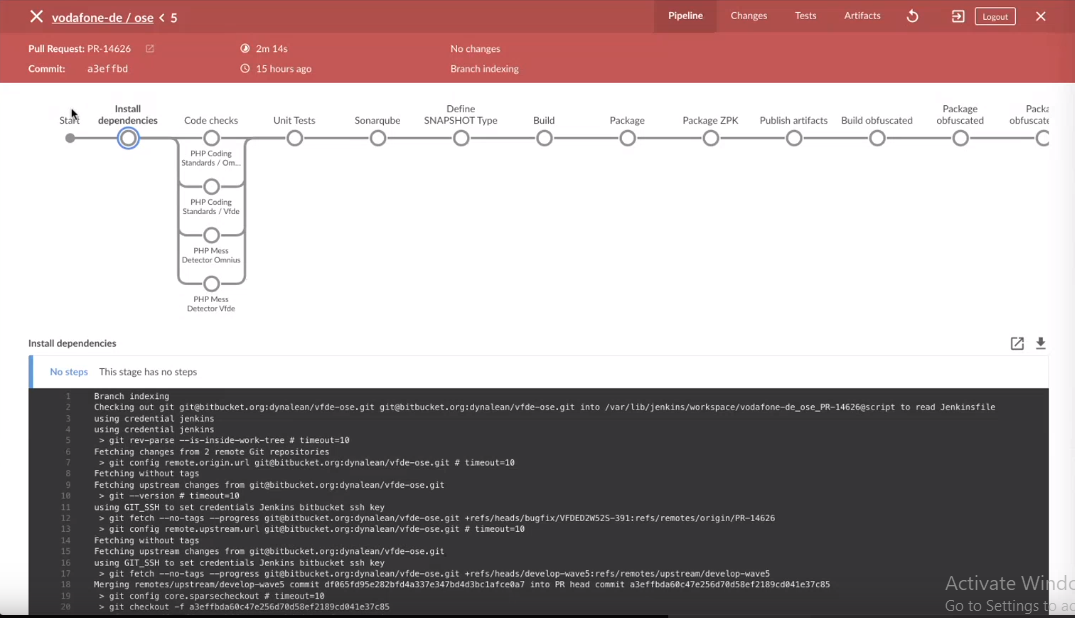 vodafone-de / ose < 5
Pipeline Changes Tests Artifacts Logout
Pull Request: PR-14626 2m 14s No changes
Commit: a3effbd 15 hours ago Branch indexing
Start
Install dependencies
Code checks
Unit Tests
Sonarqube
Define SNAPSHOT Type
Build
Package
Package ZPK
Publish artifacts
Build obfuscated
Package obfuscated
Packa obfuscate
PHP Coding Standards / Om...
PHP Coding Standards / Vfde
PHP Mess Detector Omnius
PHP Mess Detector Vfde
Install dependencies
No steps This stage has no steps
1 Branch indexing
2 Checking out git git@bitbucket.org:dynalean/vfde-ose.git git@bitbucket.org:dynalean/vfde-ose.git into /var/lib/jenkins/workspace/vodafone-de_ose_PR-14626@script to read Jenkinsfile
3 using credential jenkins
4 using credential jenkins
5 > git rev-parse --is-inside-work-tree # timeout=10
6 Fetching changes from 2 remote Git repositories
7 > git config remote.origin.url git@bitbucket.org:dynalean/vfde-ose.git # timeout=10
8 Fetching without tags
9 Fetching upstream changes from git@bitbucket.org:dynalean/vfde-ose.git
10 > git --version # timeout=10
11 using GIT_SSH to set credentials Jenkins bitbucket ssh key
12 > git fetch --no-tags --progress git@bitbucket.org:dynalean/vfde-ose.git +refs/heads/bugfix/VFDED2W52S-391:refs/remotes/origin/PR-14626
13 > git config remote.upstream.url git@bitbucket.org:dynalean/vfde-ose.git # timeout=10
14 Fetching without tags
15 Fetching upstream changes from git@bitbucket.org:dynalean/vfde-ose.git
16 using GIT_SSH to set credentials Jenkins bitbucket ssh key
17 > git fetch --no-tags --progress git@bitbucket.org:dynalean/vfde-ose.git +refs/heads/develop-wave5:refs/remotes/upstream/develop-wave5
18 Merging remotes/upstream/develop-wave5 commit df065fd95e282bfd4a337e347bd4d3bc1afce0a7 into PR head commit a3effbda60c47e256d70d58ef2189cd041e37c85
19 > git config core.sparsecheckout # timeout=10
20 > git checkout -f a3effbda60c47e256d70d58ef2189cd041e37c85
Activate Windo
Go to Settings to ac